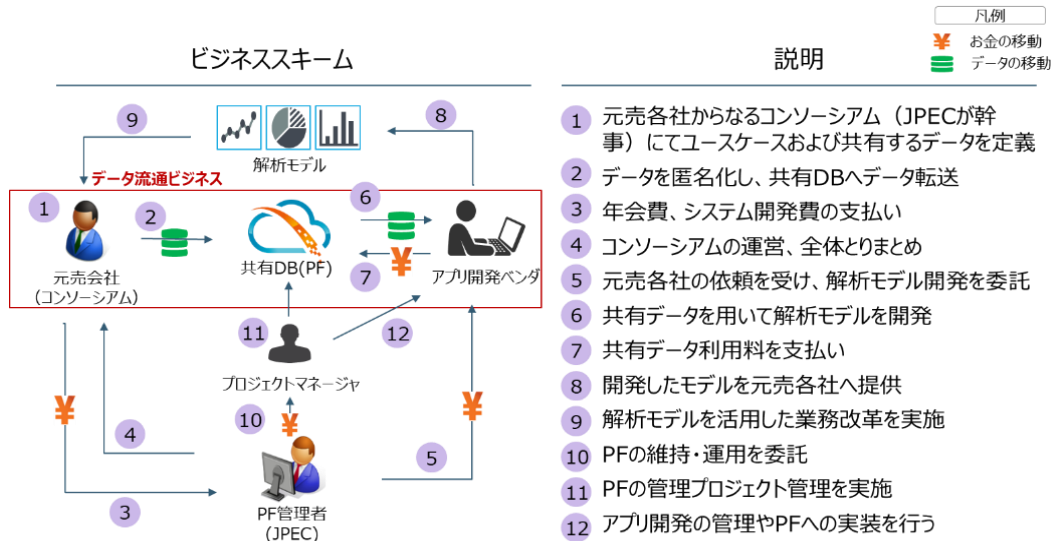 凡例
お金の移動
データの移動
ビジネススキーム
説明
9
8
解析モデル
データ流通ビジネス
1
2
6
元売会社
(コンソーシアム)
共有DB(PF)
7
アプリ開発ベンダ
11
12
プロジェクトマネージャ
10
4
5
3
PF管理者
(JPEC)
¥
¥
¥
¥
¥
1 元売各社からなるコンソーシアム（JPECが幹
事）にてユースケースおよび共有するデータを定義
2 データを匿名化し、共有DBへデータ転送
3 年会費、システム開発費の支払い
4 コンソーシアムの運営、全体とりまとめ
5 元売各社の依頼を受け、解析モデル開発を委託
6 共有データを用いて解析モデルを開発
7 共有データ利用料を支払い
8 開発したモデルを元売各社へ提供
9 解析モデルを活用した業務改革を実施
10 PFの維持・運用を委託
11 PFの管理プロジェクト管理を実施
12 アプリ開発の管理やPFへの実装を行う